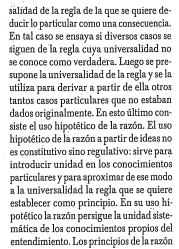 salidad de la regla de la que se quiere de-
ducir lo particular como una consecuencia.
En tal caso se ensaya si diversos casos se
siguen de la regla cuya universalidad no
se conoce como verdadera. Luego se pre-
supone la universalidad de la regla y se la
utiliza para derivar a partir de ella otros
tantos casos particulares que no estaban
dados originalmente. En esto último con-
siste el uso hipotético de la razón. El uso
hipotético de la razón a partir de ideas no
es constitutivo sino regulativo: sirve para
introducir unidad en los conocimientos
particulares y para aproximar de ese modo
a la universalidad la regla que se quiere
establecer como principio. En su uso hi-
potético la razón persigue la unidad siste-
mática de los conocimientos propios del
entendimiento. Los principios de la razón